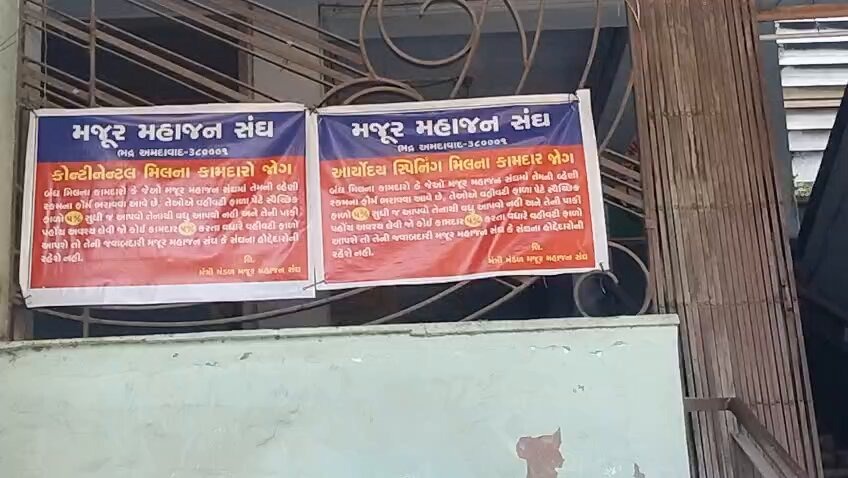 મજૂર મહાજન સંઘ
ભદ્ર અમદાવાદ-૩૮૦૦૦૧
કોન્ટીનેન્ટલ મિલના કામદારો જોગ
બંધ મિલના કામદારો કે જેઓ મજૂર મહાજન સંઘમાં તેમની લ્હેણી
રકમના ફોર્મ ભરાવવા આવે છે, તેઓએ વહીવટી ફાળા પેટે સ્વૈચ્છિક
ફાળો ૫% સુધી જ આપવો તેનાથી વધુ આપવો નહી અને તેની પાકી
પહોંચ અવશ્ય લેવી જો કોઈ કામદાર ૫% કરતા વધારે વહીવટી ફાળો
આપશે તો તેની જવાબદારી મજૂર મહાજન સંઘ કે સંઘના હોદ્દેદારોની
રહેશે નહી.
લિ.
મંત્રી મંડળ મજૂર મહાજન સંઘ
મજૂર મહાજન સંઘ
ભદ્ર અમદાવાદ-૩૮૦૦૦૧
આર્યોદય સ્પિનિંગ મિલના કામદાર જોગ
બંધ મિલના કામદારો કે જેઓ મજૂર મહાજન સંઘમાં તેમની લ્હેણી
રકમના ફોર્મ ભરાવવા આવે છે, તેઓએ વહીવટી ફાળા પેટે સ્વૈચ્છિક
ફાળો ૫% સુધી જ આપવો તેનાથી વધુ આપવો નહી અને તેની પાકી
પહોંચ અવશ્ય લેવી જો કોઈ કામદાર ૫% કરતા વધારે વહીવટી ફાળો
આપશે તો તેની જવાબદારી મજૂર મહાજન સંઘ કે સંઘના હોદ્દેદારોની
રહેશે નહી.
લિ.
મંત્રી મંડળ મજૂર મહાજન સંઘ